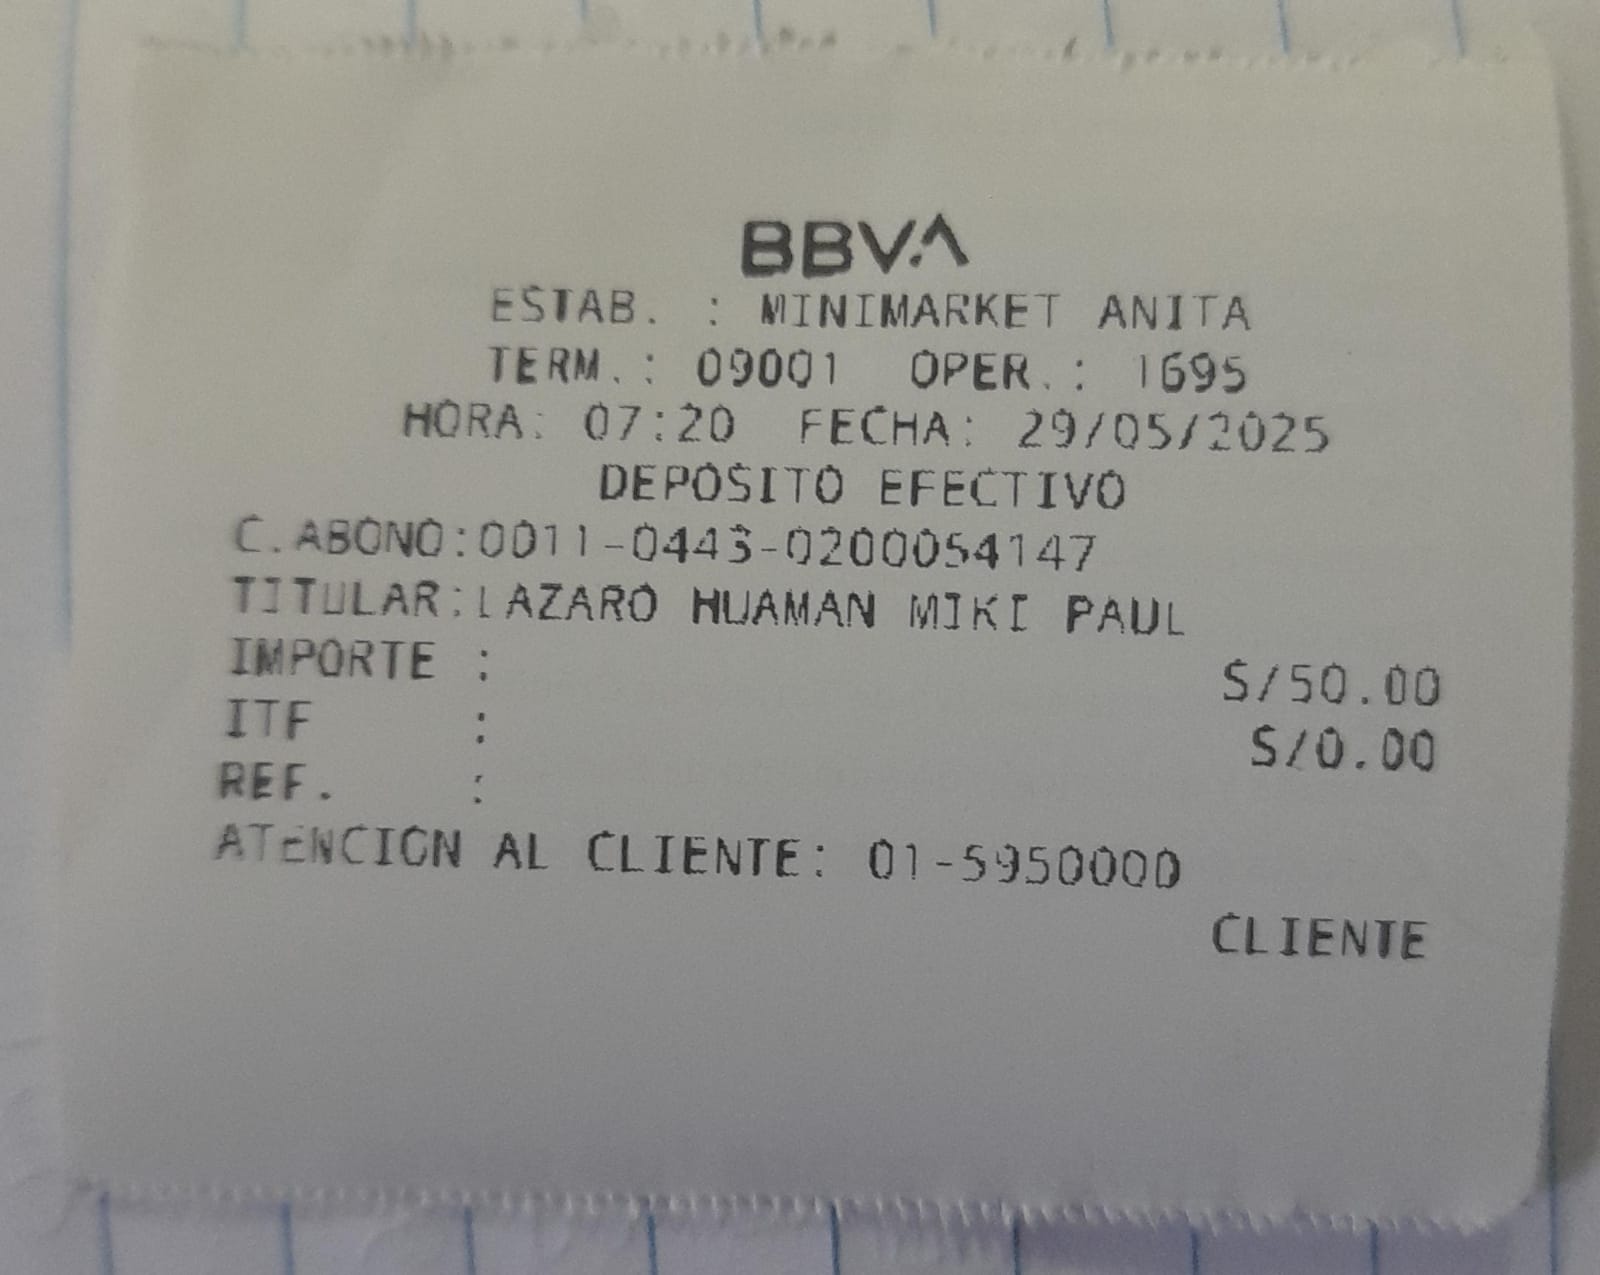 BBVA
ESTAB. : MINIMARKET ANITA
TERM.: 09001 OPER.: 1695
HORA: 07:20 FECHA: 29/05/2025
DEPOSITO EFECTIVO
C.ABONO:0011-0443-0200054147
TITULAR:LAZARO HUAMAN MIKI PAUL
IMPORTE : S/50.00
ITF : S/0.00
REF. :
ATENCION AL CLIENTE: 01-5950000
CLIENTE